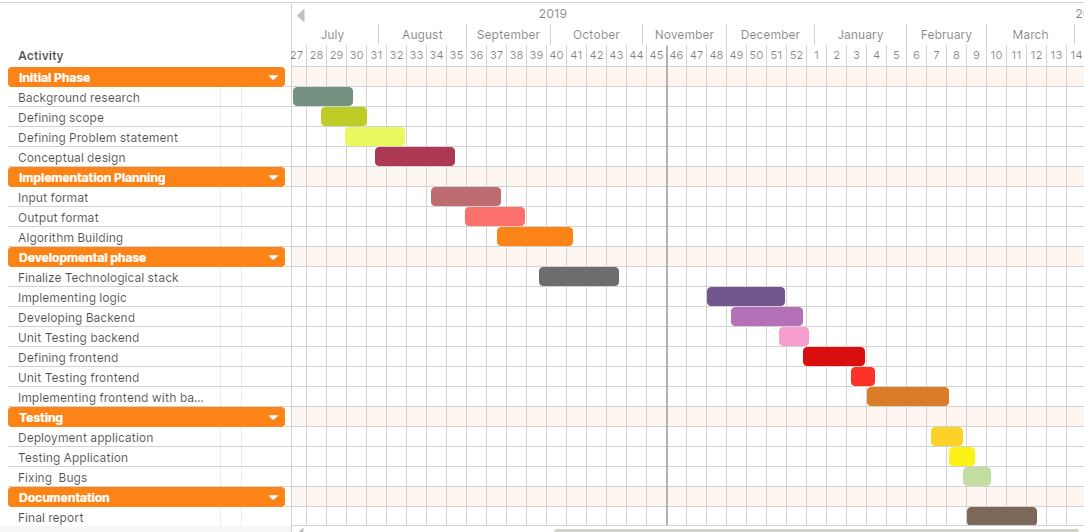 2019 2
July August September October November December January February March
Activity 27 28 29 30 31 32 33 34 35 36 37 38 39 40 41 42 43 44 45 46 47 48 49 50 51 52 1 2 3 4 5 6 7 8 9 10 11 12 13 14
Initial Phase
Background research
Defining scope
Defining Problem statement
Conceptual design
Implementation Planning
Input format
Output format
Algorithm Building
Developmental phase
Finalize Technological stack
Implementing logic
Developing Backend
Unit Testing backend
Defining frontend
Unit Testing frontend
Implementing frontend with ba...
Testing
Deployment application
Testing Application
Fixing Bugs
Documentation
Final report